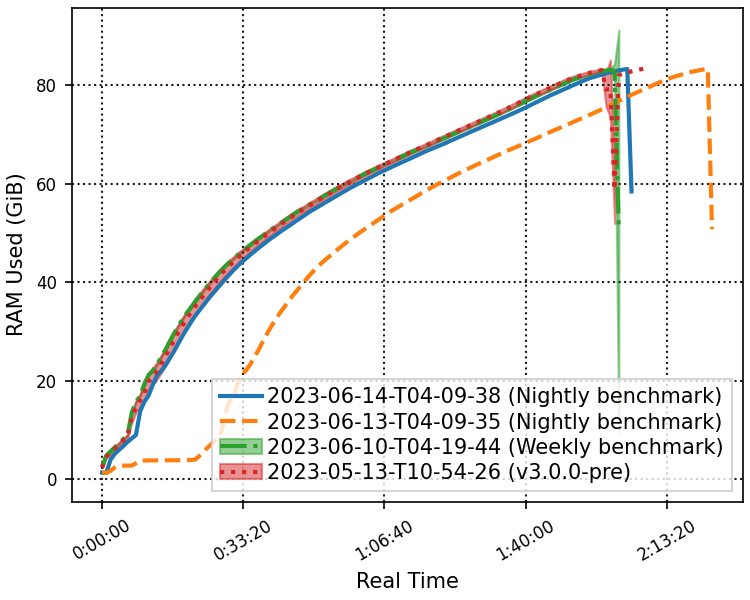 RAM Used (GiB)
80
60
40
20
0
2023-06-14-T04-09-38 (Nightly benchmark)
2023-06-13-T04-09-35 (Nightly benchmark)
2023-06-10-T04-19-44 (Weekly benchmark)
2023-05-13-T10-54-26 (v3.0.0-pre)
0:00:00
0:33:20
1:06:40
1:40:00
2:13:20
Real Time